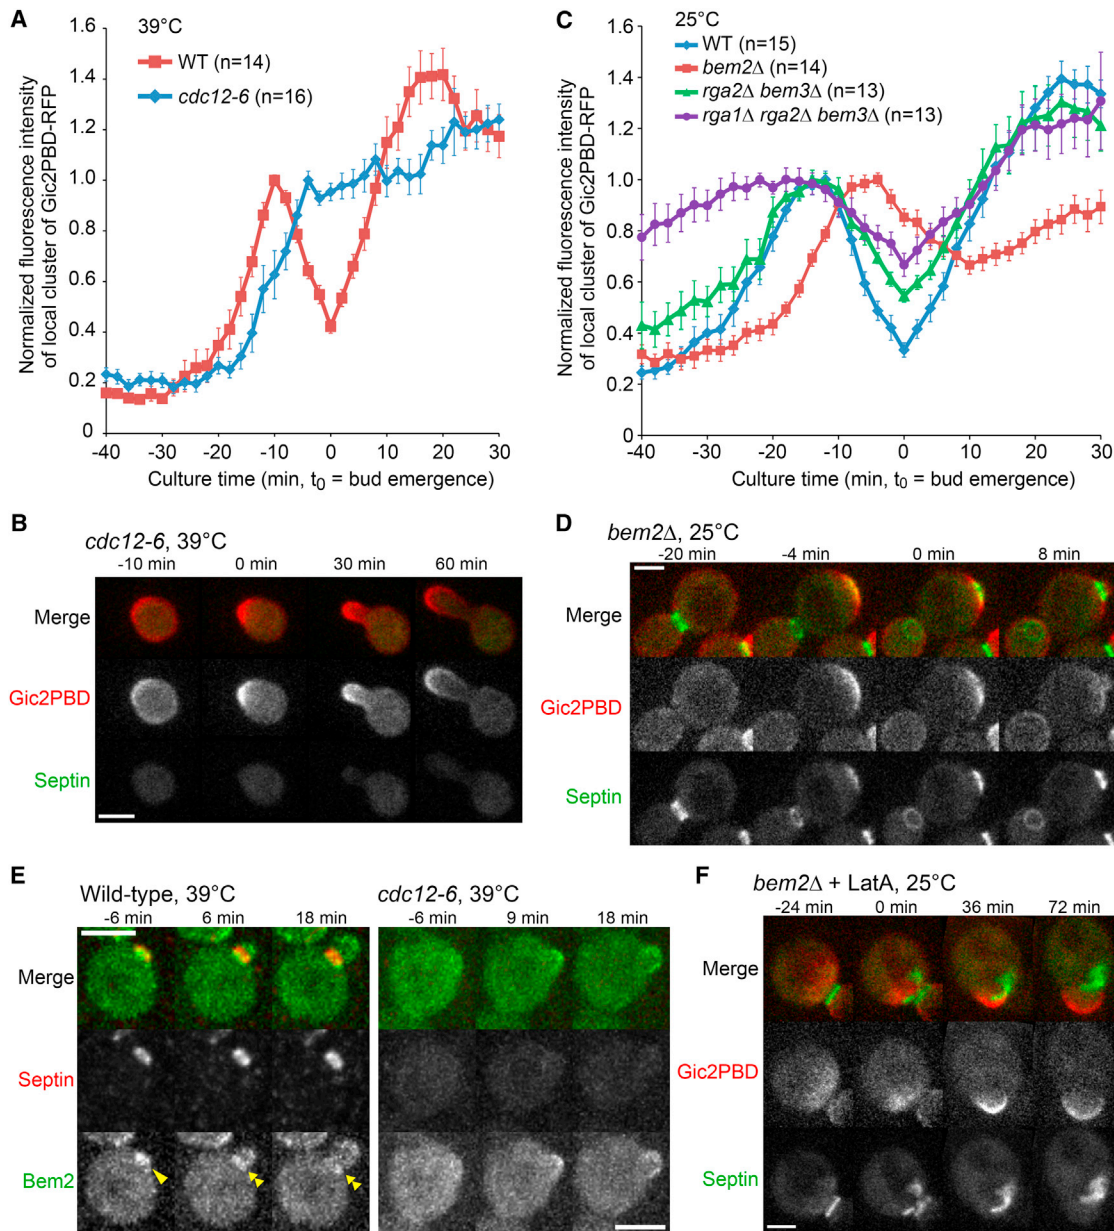 A
39°C
WT (n=14)
cdc12-6 (n=16)
Normalized fluorescence intensity
of local cluster of Gic2PBD-RFP
1.6
1.4
1.2
1.0
0.8
0.6
0.4
0.2
0
-40 -30 -20 -10 0 10 20 30
Culture time (min, t0 = bud emergence)
C
25°C
WT (n=15)
bem2Δ (n=14)
rga2Δ bem3Δ (n=13)
rga1Δ rga2Δ bem3Δ (n=13)
Normalized fluorescence intensity
of local cluster of Gic2PBD-RFP
1.6
1.4
1.2
1.0
0.8
0.6
0.4
0.2
0
-40 -30 -20 -10 0 10 20 30
Culture time (min, t0 = bud emergence)
B
cdc12-6, 39°C
-10 min 0 min 30 min 60 min
Merge
Gic2PBD
Septin
D
bem2Δ, 25°C
-20 min -4 min 0 min 8 min
Merge
Gic2PBD
Septin
E
Wild-type, 39°C
-6 min 6 min 18 min
cdc12-6, 39°C
-6 min 9 min 18 min
Merge
Septin
Bem2
F
bem2Δ + LatA, 25°C
-24 min 0 min 36 min 72 min
Merge
Gic2PBD
Septin